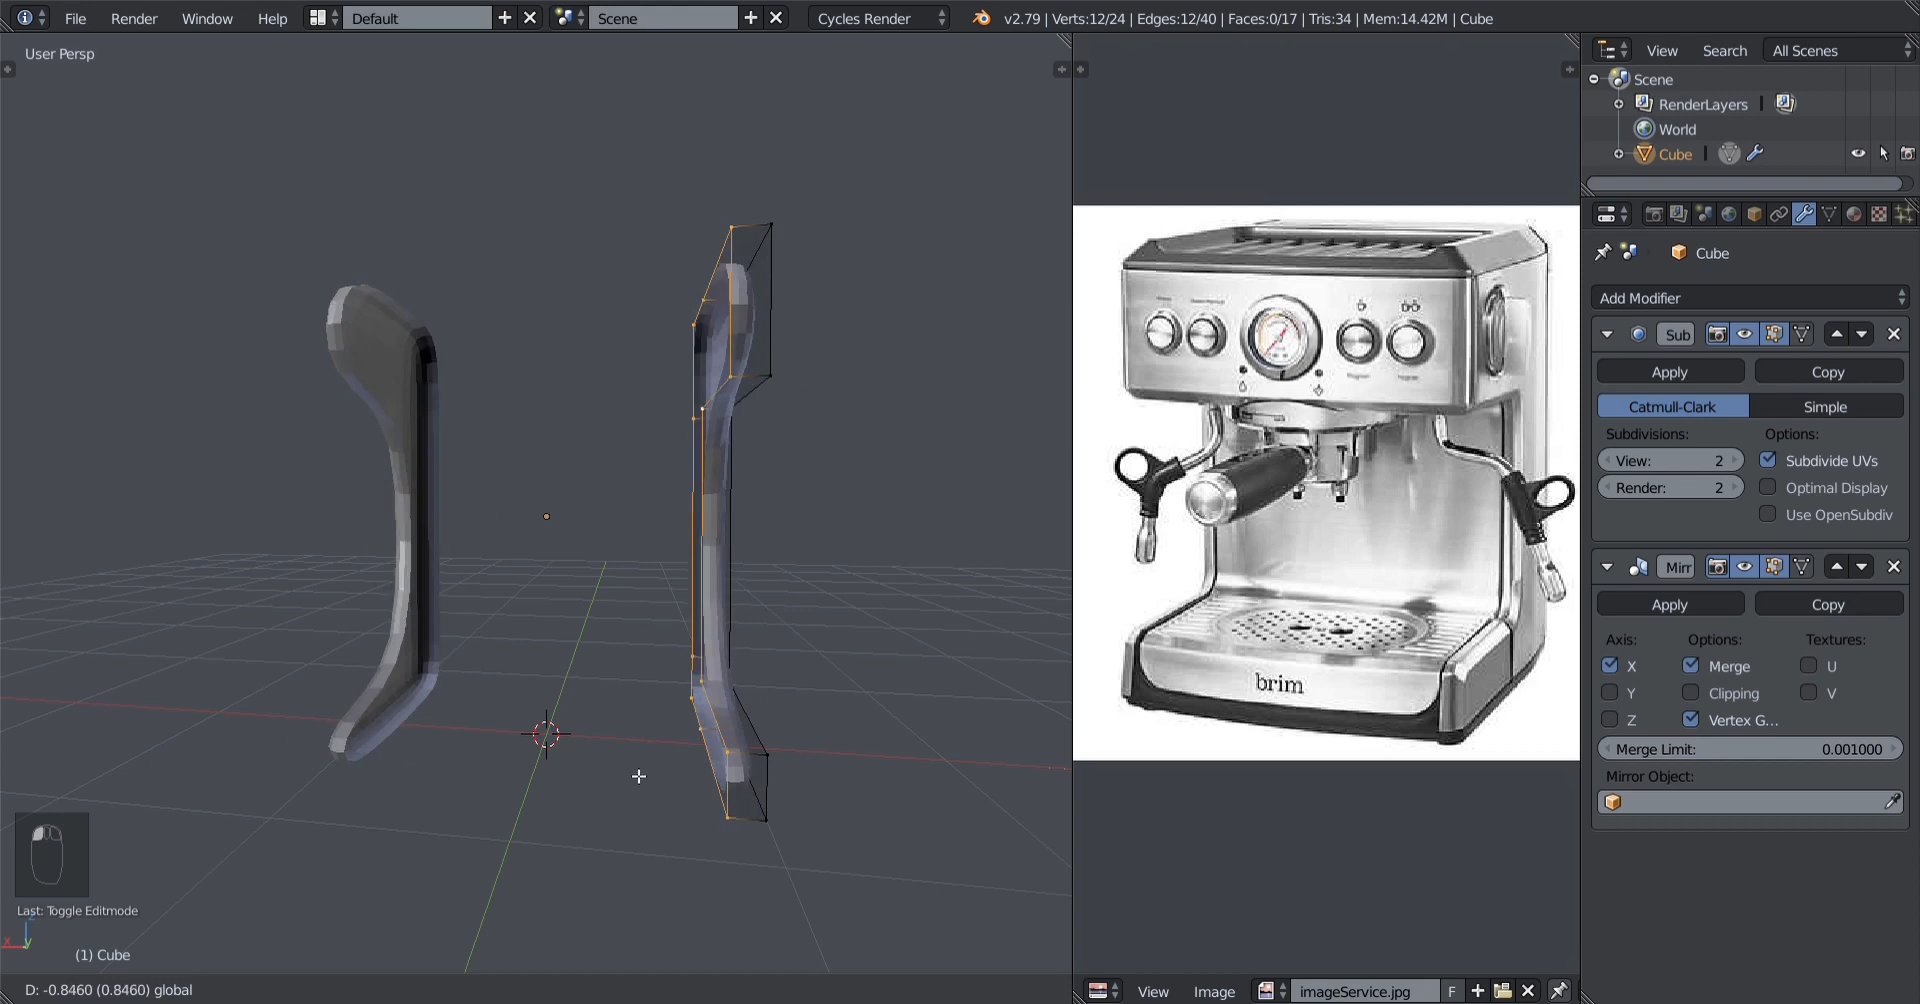 File Render Window Help Default Scene Cycles Render v2.79 | Verts:12/24 | Edges:12/40 | Faces:0/17 | Tris:34 | Mem:14.42M | Cube
User Persp
View Search All Scenes
Scene
RenderLayers
World
Cube
Cube
Add Modifier
Sub
Apply Copy
Catmull-Clark Simple
Subdivisions: Options:
View: 2 Subdivide UVs
Render: 2 Optimal Display
Use OpenSubdiv
Mirr
Apply Copy
Axis: Options: Textures:
X Merge U
Y Clipping V
Z Vertex G...
Merge Limit: 0.001000
Mirror Object:
brim
Last: Toggle Editmode
z
x y
(1) Cube
D: -0.8460 (0.8460) global
View Image imageService.jpg F